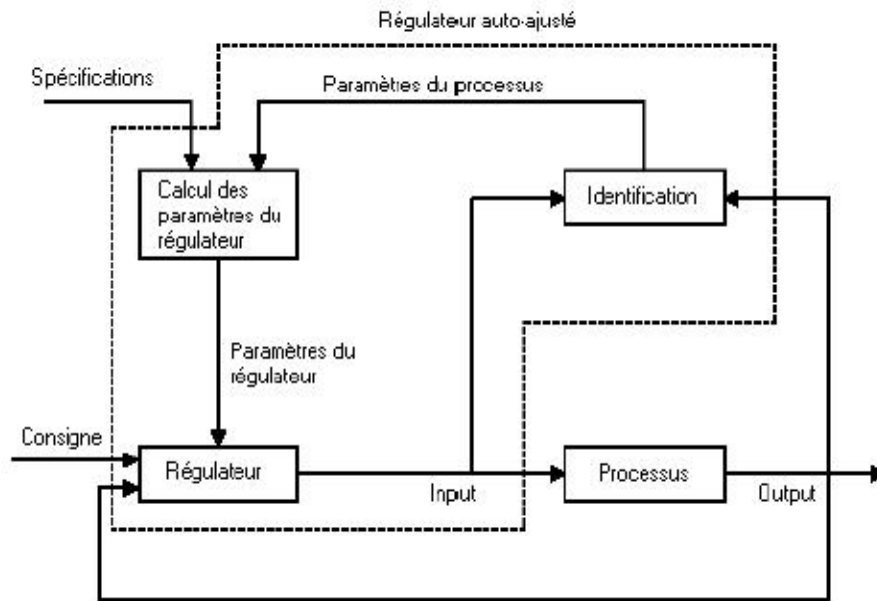 Régulateur auto-ajusté
Spécifications
Paramètres du processus
Calcul des
paramètres du
régulateur
Identification
Paramètres du
régulateur
Consigne
Régulateur
Input
Processus
Output